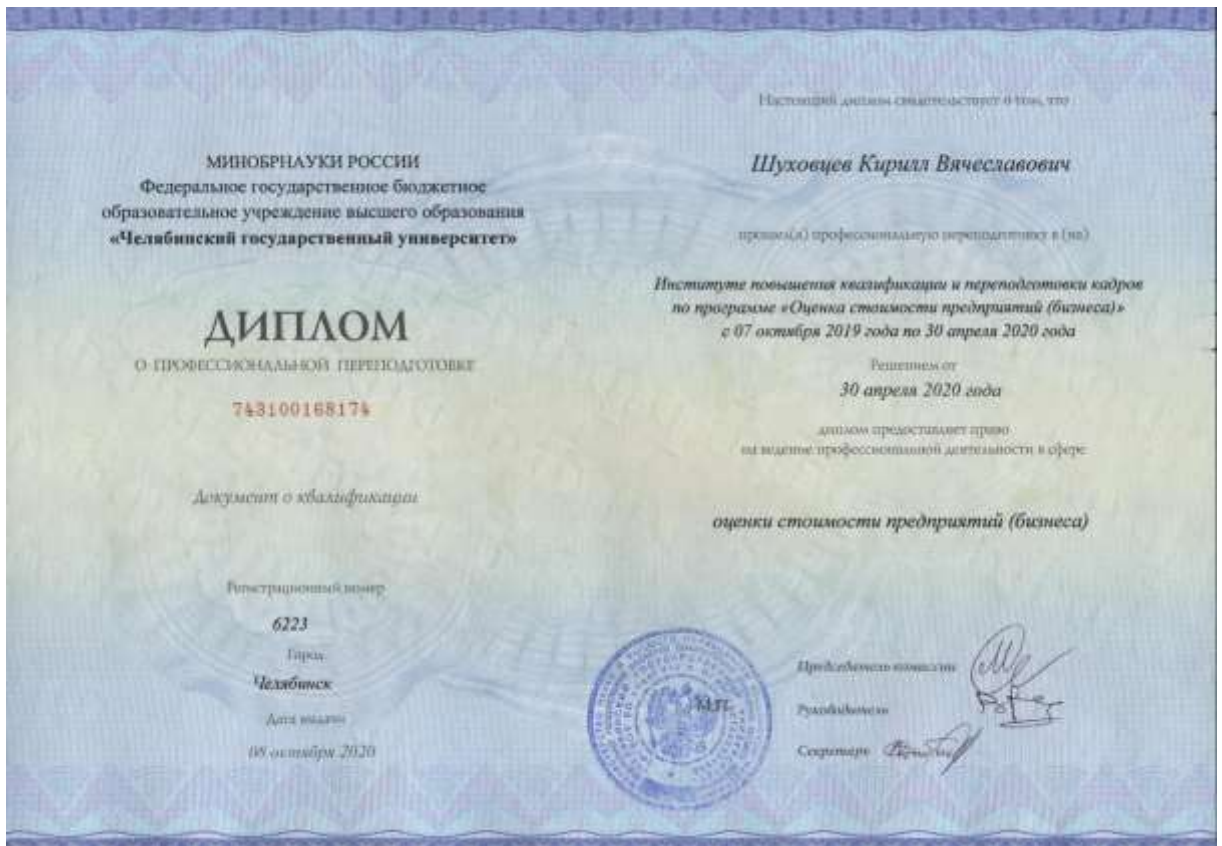 МИНОБРНАУКИ РОССИИ
Федеральное государственное бюджетное
образовательное учреждение высшего образования
«Челябинский государственный университет»
ДИПЛОМ
О ПРОФЕССИОНАЛЬНОЙ ПЕРЕПОДГОТОВКЕ
743100168174
Документ о квалификации
Регистрационный номер
6223
Город
Челябинск
Дата выдачи
08 октября 2020
Настоящий диплом свидетельствует о том, что
Шуховцев Кирилл Вячеславович
прошел(а) профессиональную переподготовку в (на)
Институте повышения квалификации и переподготовки кадров
по программе «Оценка стоимости предприятий (бизнеса)»
с 07 октября 2019 года по 30 апреля 2020 года
Решением от
30 апреля 2020 года
диплом предоставляет право
на ведение профессиональной деятельности в сфере
оценки стоимости предприятий (бизнеса)
М.П.
Председатель комиссии
Руководитель
Секретарь